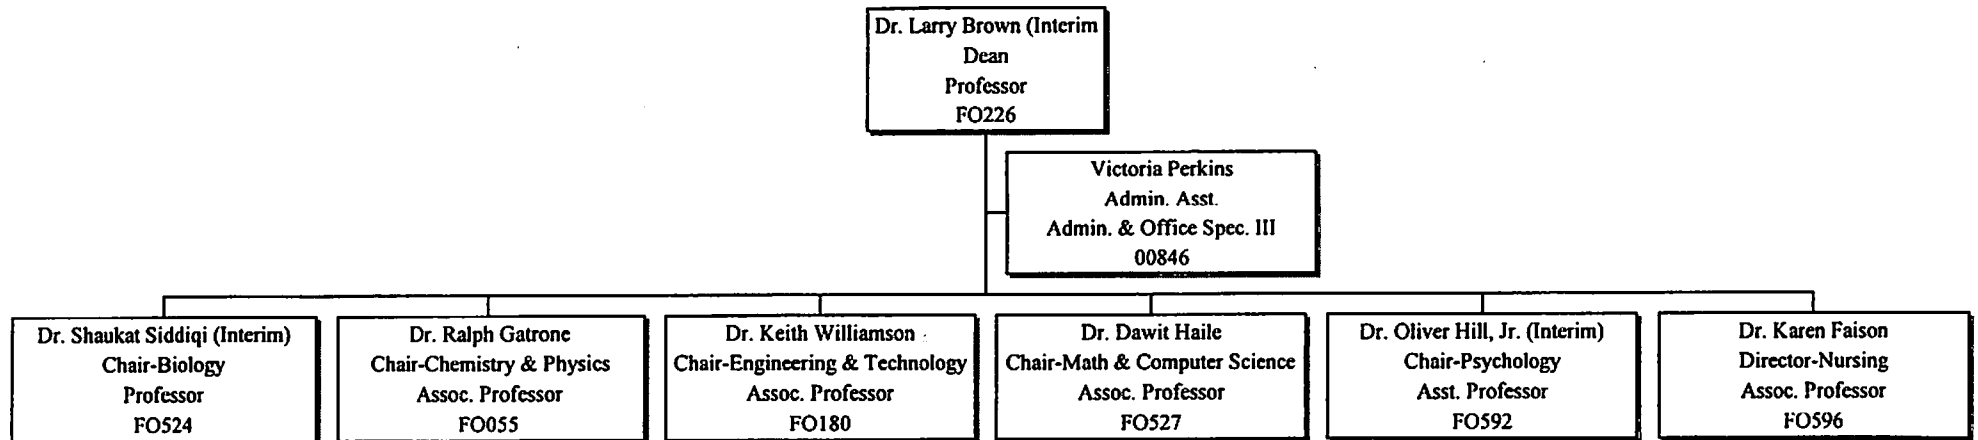 Dr. Larry Brown (Interim
Dean
Professor
FO226
Victoria Perkins
Admin. Asst.
Admin. & Office Spec. III
00846
Dr. Shaukat Siddiqi (Interim)
Chair-Biology
Professor
FO524
Dr. Ralph Gatrone
Chair-Chemistry & Physics
Assoc. Professor
FO055
Dr. Keith Williamson
Chair-Engineering & Technology
Assoc. Professor
FO180
Dr. Dawit Haile
Chair-Math & Computer Science
Assoc. Professor
FO527
Dr. Oliver Hill, Jr. (Interim)
Chair-Psychology
Asst. Professor
FO592
Dr. Karen Faison
Director-Nursing
Assoc. Professor
FO596